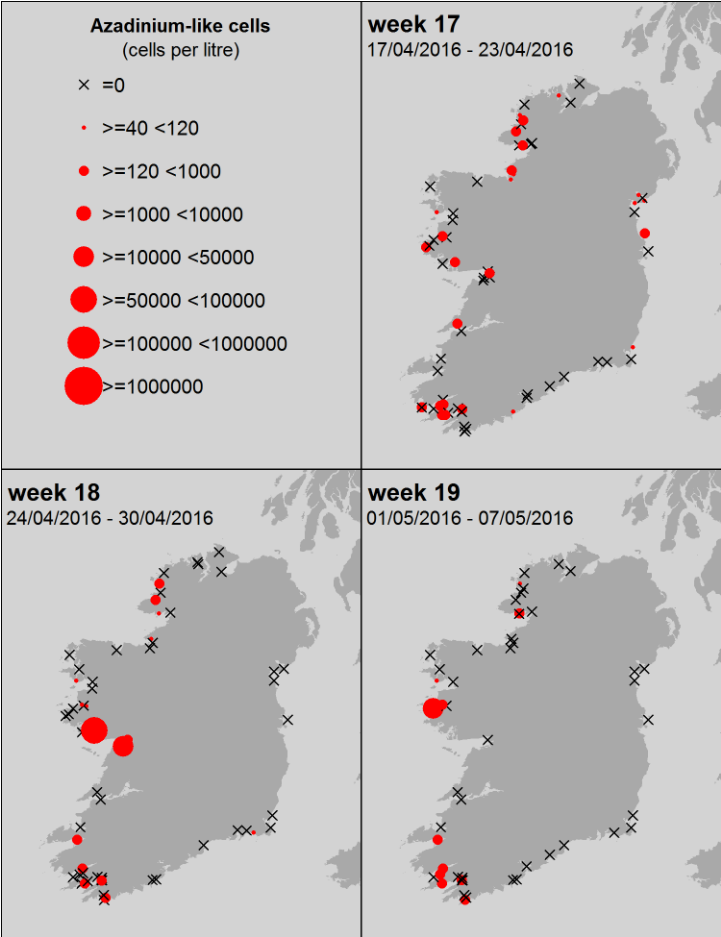 Azadinium-like cells
(cells per litre)
=0
>=40 <120
>=120 <1000
>=1000 <10000
>=10000 <50000
>=50000 <100000
>=100000 <1000000
>=1000000
week 17
17/04/2016 - 23/04/2016
week 18
24/04/2016 - 30/04/2016
week 19
01/05/2016 - 07/05/2016